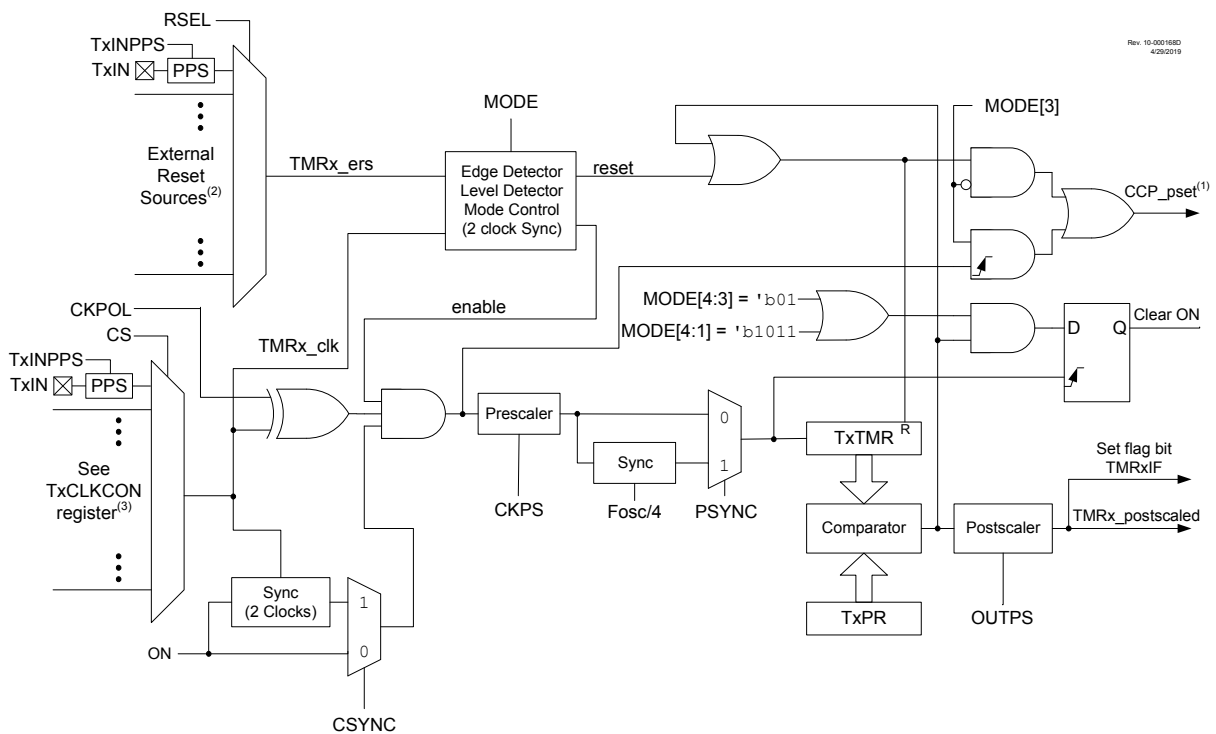 RSEL
TxINPPS
TxIN
PPS
Rev. 10-000168D
4/29/2019
MODE
MODE[3]
External
Reset
Sources(2)
TMRx_ers
Edge Detector
Level Detector
Mode Control
(2 clock Sync)
reset
CCP_pset(1)
enable
MODE[4:3] = 'b01
MODE[4:1] = 'b1011
D
Q
Clear ON
CKPOL
CS
TMRx_clk
TxINPPS
TxIN
PPS
Prescaler
0
1
Sync
TxTMR
R
See
TxCLKCON
register(3)
CKPS
Fosc/4
PSYNC
Set flag bit
TMRxIF
Comparator
Postscaler
TMRx_postscaled
Sync
(2 Clocks)
1
0
TxPR
OUTPS
ON
CSYNC